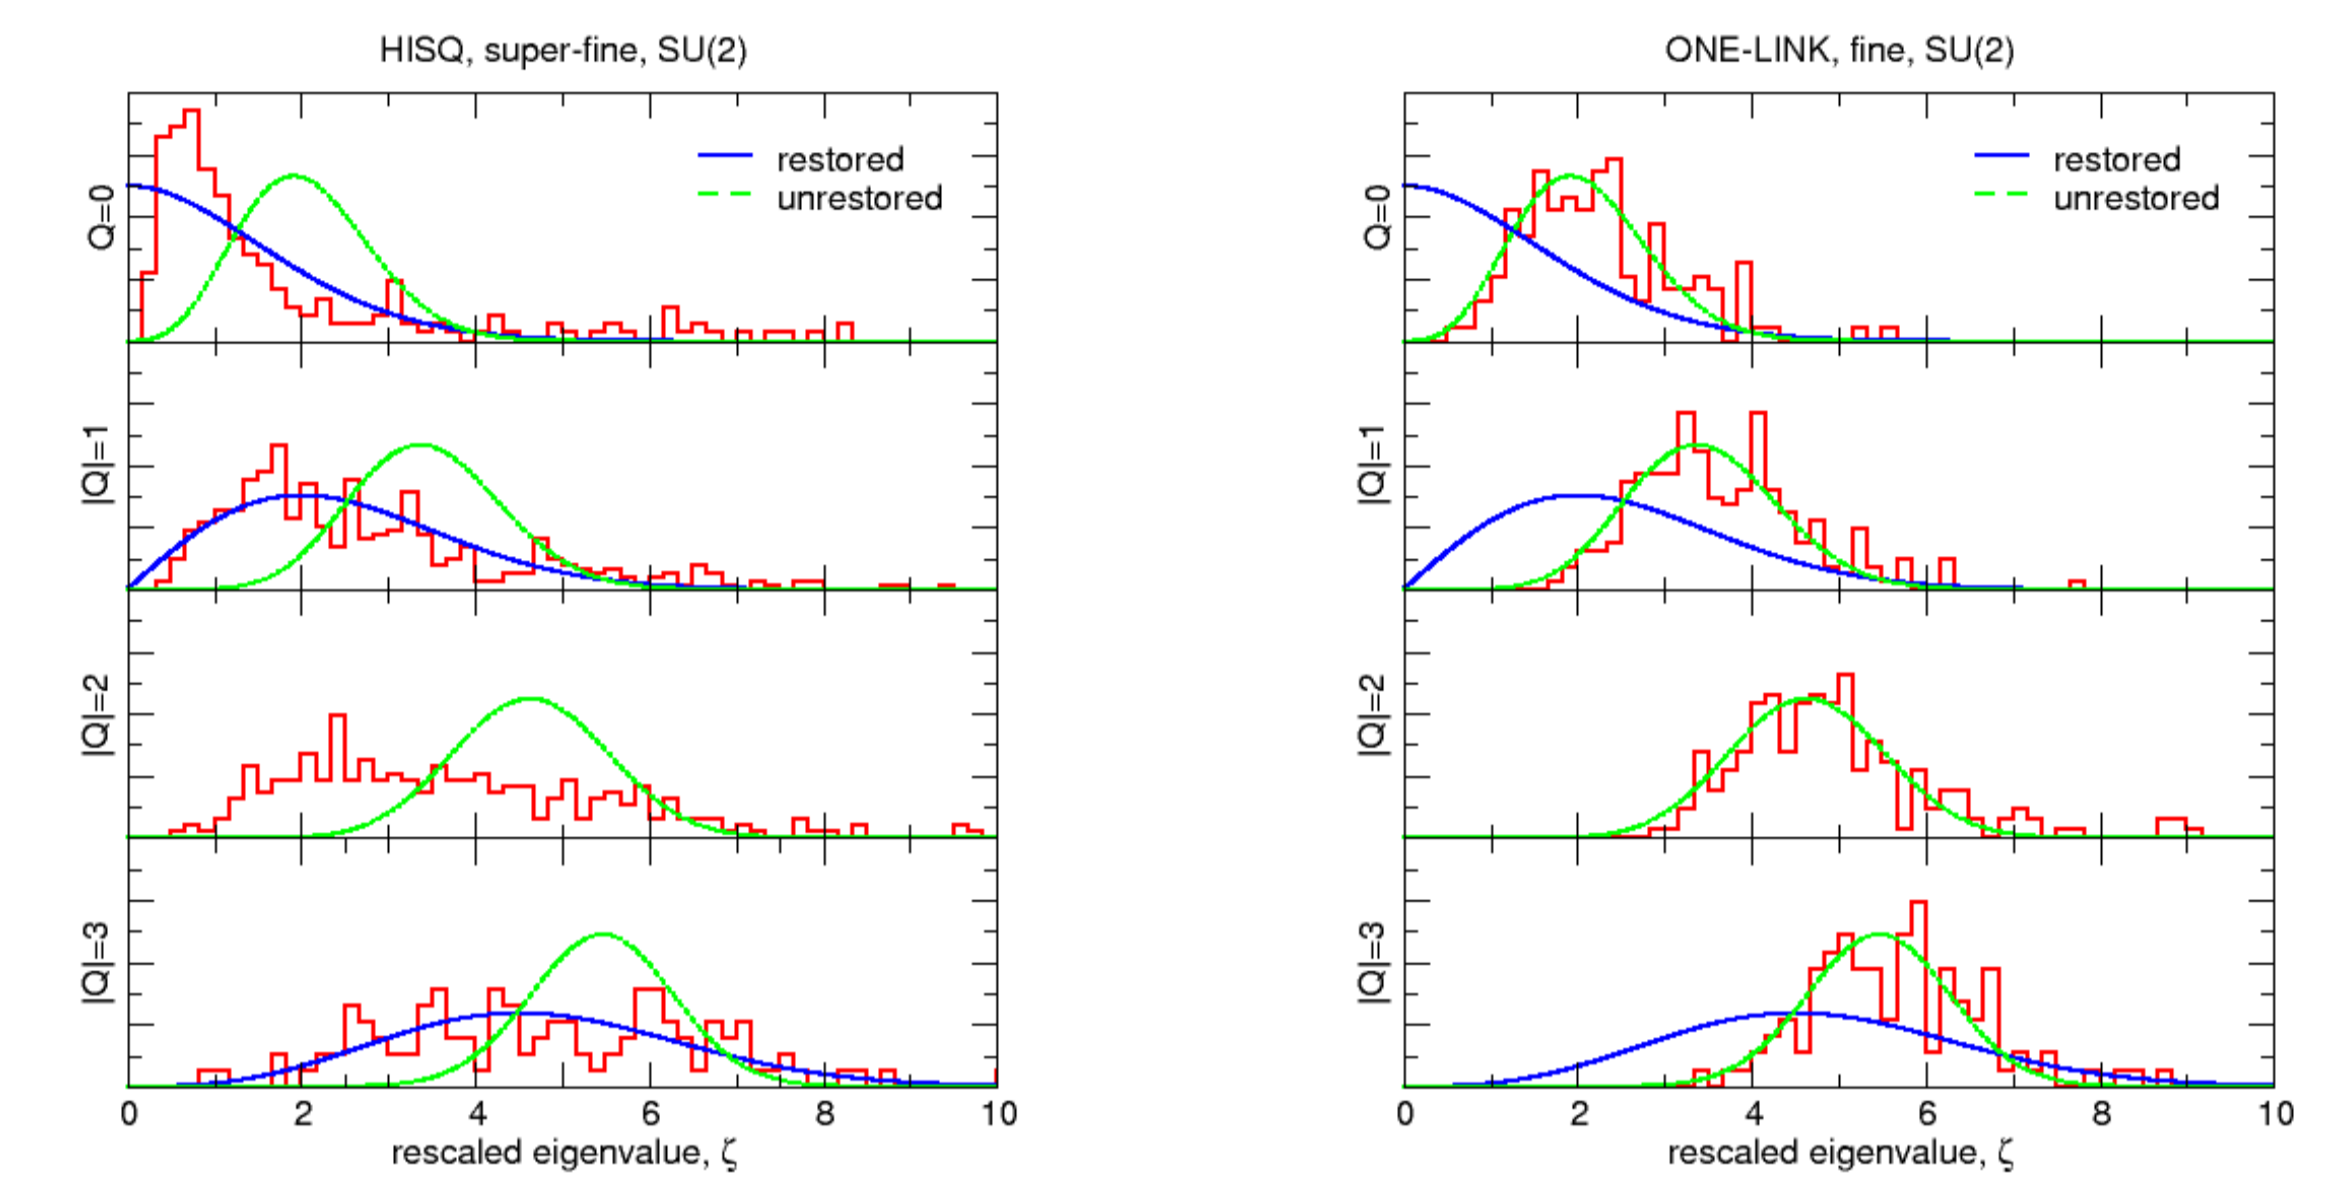 HISQ, super-fine, SU(2)
restored
unrestored
Q=0
|Q|=1
|Q|=2
|Q|=3
0 2 4 6 8 10
rescaled eigenvalue, ζ
ONE-LINK, fine, SU(2)
restored
unrestored
Q=0
|Q|=1
|Q|=2
|Q|=3
0 2 4 6 8 10
rescaled eigenvalue, ζ